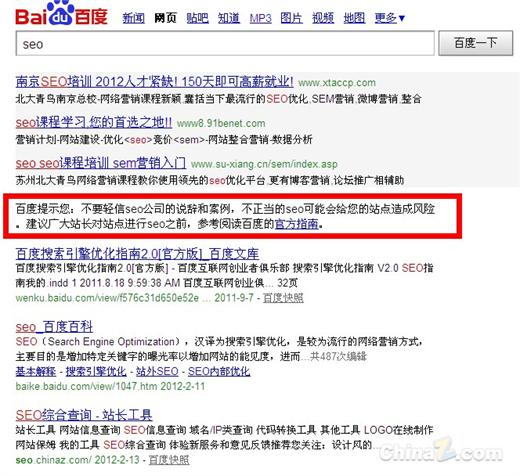 Bai du 百度
新闻 网页 贴吧 知道 MP3 图片 视频 地图 更多▼
seo 百度一下
南京SEO培训 2012人才紧缺! 150天即可高薪就业! www.xtaccp.com
北大青鸟南京总校-网络营销课程新颖,囊括当下最流行的SEO优化,SEM营销,微博营销,整合
seo课程学习,您的首选之地!! www8.91benet.com
营销计划-网站建设-优化<seo>竞价<sem>-网站整合营销-数据分析
seo seo课程培训 sem营销入门 www.su-xiang.cn/sem/index.asp
苏州北大青鸟网络营销课程教你使用领先的seo优化平台,更有博客营销,论坛推广相辅助
百度提示您：不要轻信seo公司的说辞和案例，不正当的seo可能会给您的站点造成风险
。建议广大站长对站点进行seo之前，参考阅读百度的官方指南。
百度搜索引擎优化指南2.0[官方版]_百度文库
百度搜索引擎优化指南2.0[官方版] - 百度互联网创业者俱乐部 搜索引擎指南 V2.0 SEO指
南我的.indd 1 2011.8.18 9:59:38 AM 百度互联网创业者俱... 32页
wenku.baidu.com/view/f576c31d650e52e ... 2011-9-7 - 百度快照
seo_百度百科
SEO（Search Engine Optimization），汉译为搜索引擎优化，是较为流行的网络营销方式，
主要目的是增加特定关键字的曝光率以增加网站的能见度，进而...共487次编辑
基本解释 - 搜索引擎优化 - 站外SEO - SEO内部优化
baike.baidu.com/view/1047.htm 2012-2-11
SEO综合查询 - 站长工具
站长工具 网站信息查询 SEO信息查询 域名/IP类查询 代码转换工具 其他工具 LOGO在线制作
网站保姆 我的工具 SEO综合查询 体验新服务和意见反馈推荐您关注：设计风的...
seo.chinaz.com/ 2012-2-13 - 百度快照
ChinaZ.com